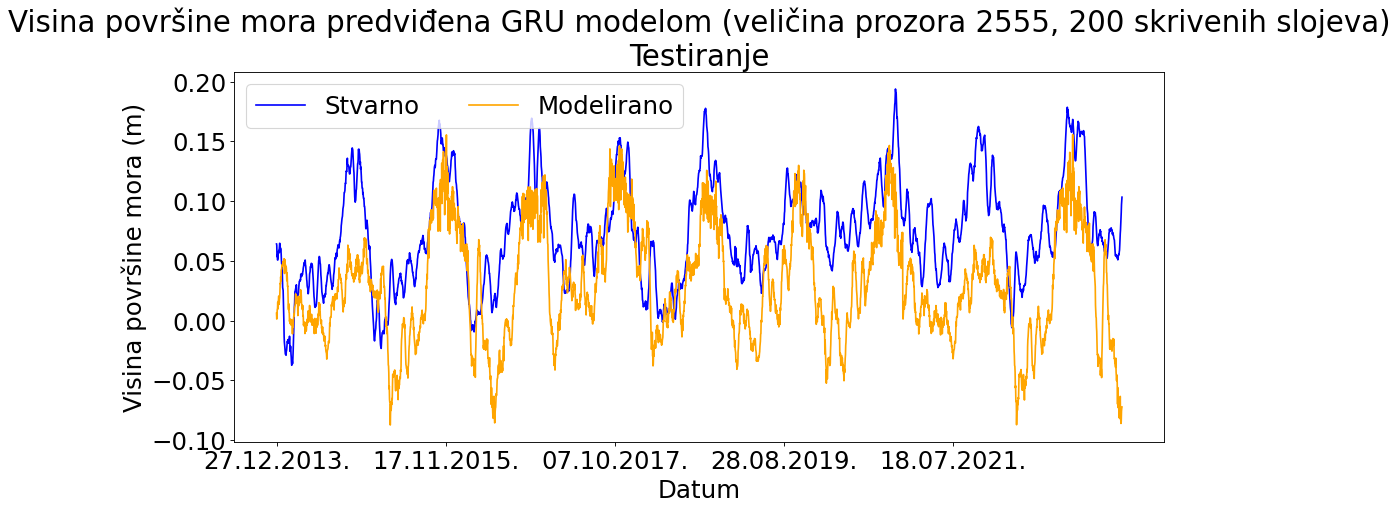 Visina površine mora predviđena GRU modelom (veličina prozora 2555, 200 skrivenih slojeva)
Testiranje
Stvarno
Modelirano
Visina površine mora (m)
0.20
0.15
0.10
0.05
0.00
−0.05
−0.10
27.12.2013.
17.11.2015.
07.10.2017.
28.08.2019.
18.07.2021.
Datum